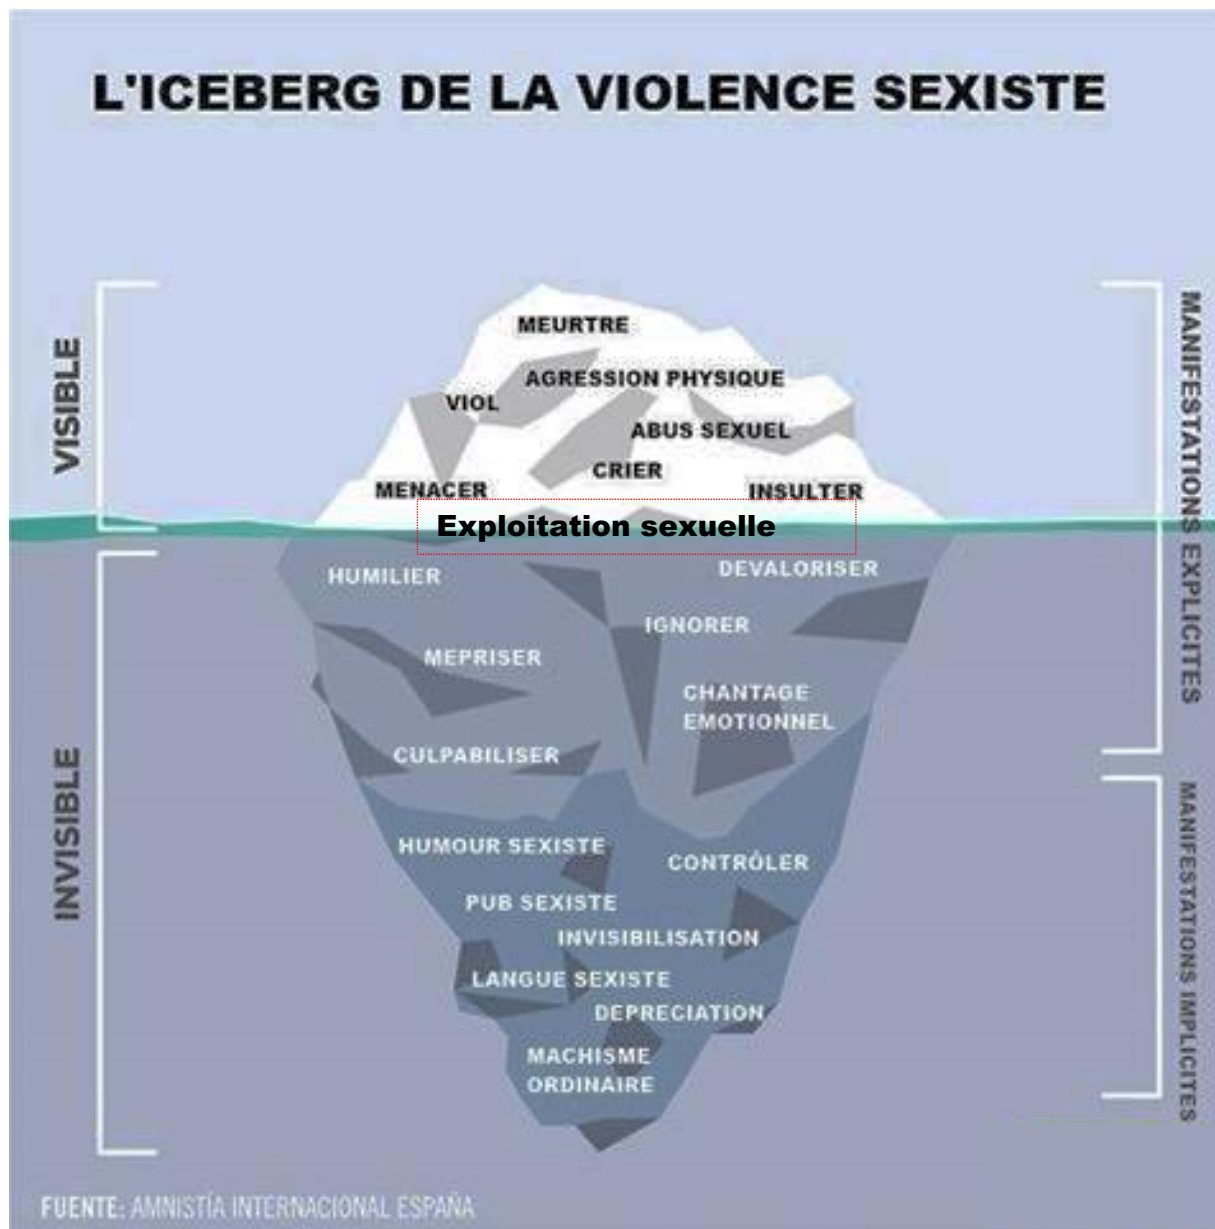 L'ICEBERG DE LA VIOLENCE SEXISTE
VISIBLE
MANIFESTATIONS EXPLICITES
MEURTRE
AGRESSION PHYSIQUE
VIOL
ABUS SEXUEL
CRIER
MENACER
INSULTER
Exploitation sexuelle
INVISIBLE
HUMILIER
DEVALORISER
IGNORER
MEPRISER
CHANTAGE
EMOTIONNEL
CULPABILISER
MANIFESTATIONS IMPLICITES
HUMOUR SEXISTE
CONTRÔLER
PUB SEXISTE
INVISIBILISATION
LANGUE SEXISTE
DEPRECIATION
MACHISME
ORDINAIRE
FUENTE: AMNISTÍA INTERNACIONAL ESPAÑA